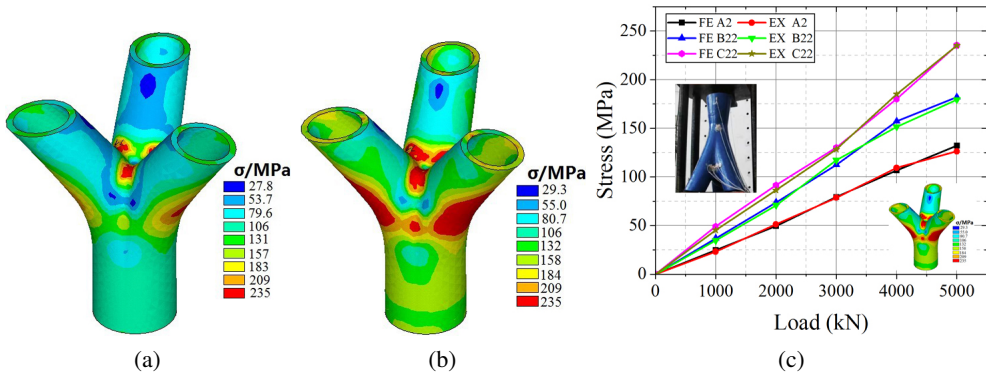 σ/MPa
27.8
53.7
79.6
106
131
157
183
209
235
(a)
σ/MPa
29.3
55.0
80.7
106
132
158
184
209
235
(b)
FE A2 EX A2
FE B22 EX B22
FE C22 EX C22
Stress (MPa)
250
200
150
100
50
0
0 1000 2000 3000 4000 5000
Load (kN)
σ/MPa
(c)